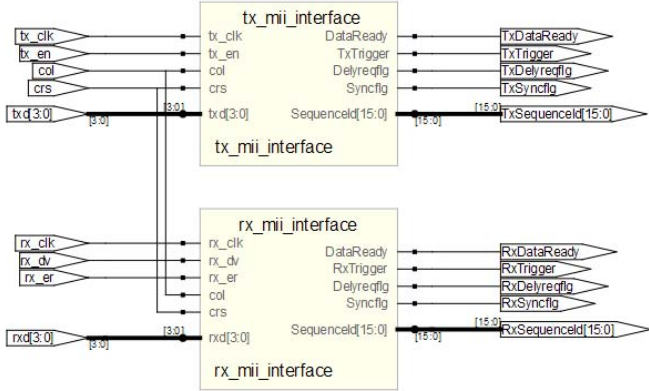 tx_mii_interface
tx_clk tx_clk DataReady TxDataReady
tx_en tx_en TxTrigger TxTrigger
col col Delyreqflg TxDelyreqflg
crs crs Syncflg TxSyncflg
txd[3:0] [3:0] [3:0] txd[3:0] SequenceId[15:0] [15:0] [15:0] TxSequenceId[15:0]
tx_mii_interface
rx_mii_interface
rx_clk rx_clk DataReady RxDataReady
rx_dv rx_dv RxTrigger RxTrigger
rx_er rx_er Delyreqflg RxDelyreqflg
col Syncflg RxSyncflg
crs
rxd[3:0] [3:0] [3:0] rxd[3:0] SequenceId[15:0] [15:0] [15:0] RxSequenceId[15:0]
rx_mii_interface